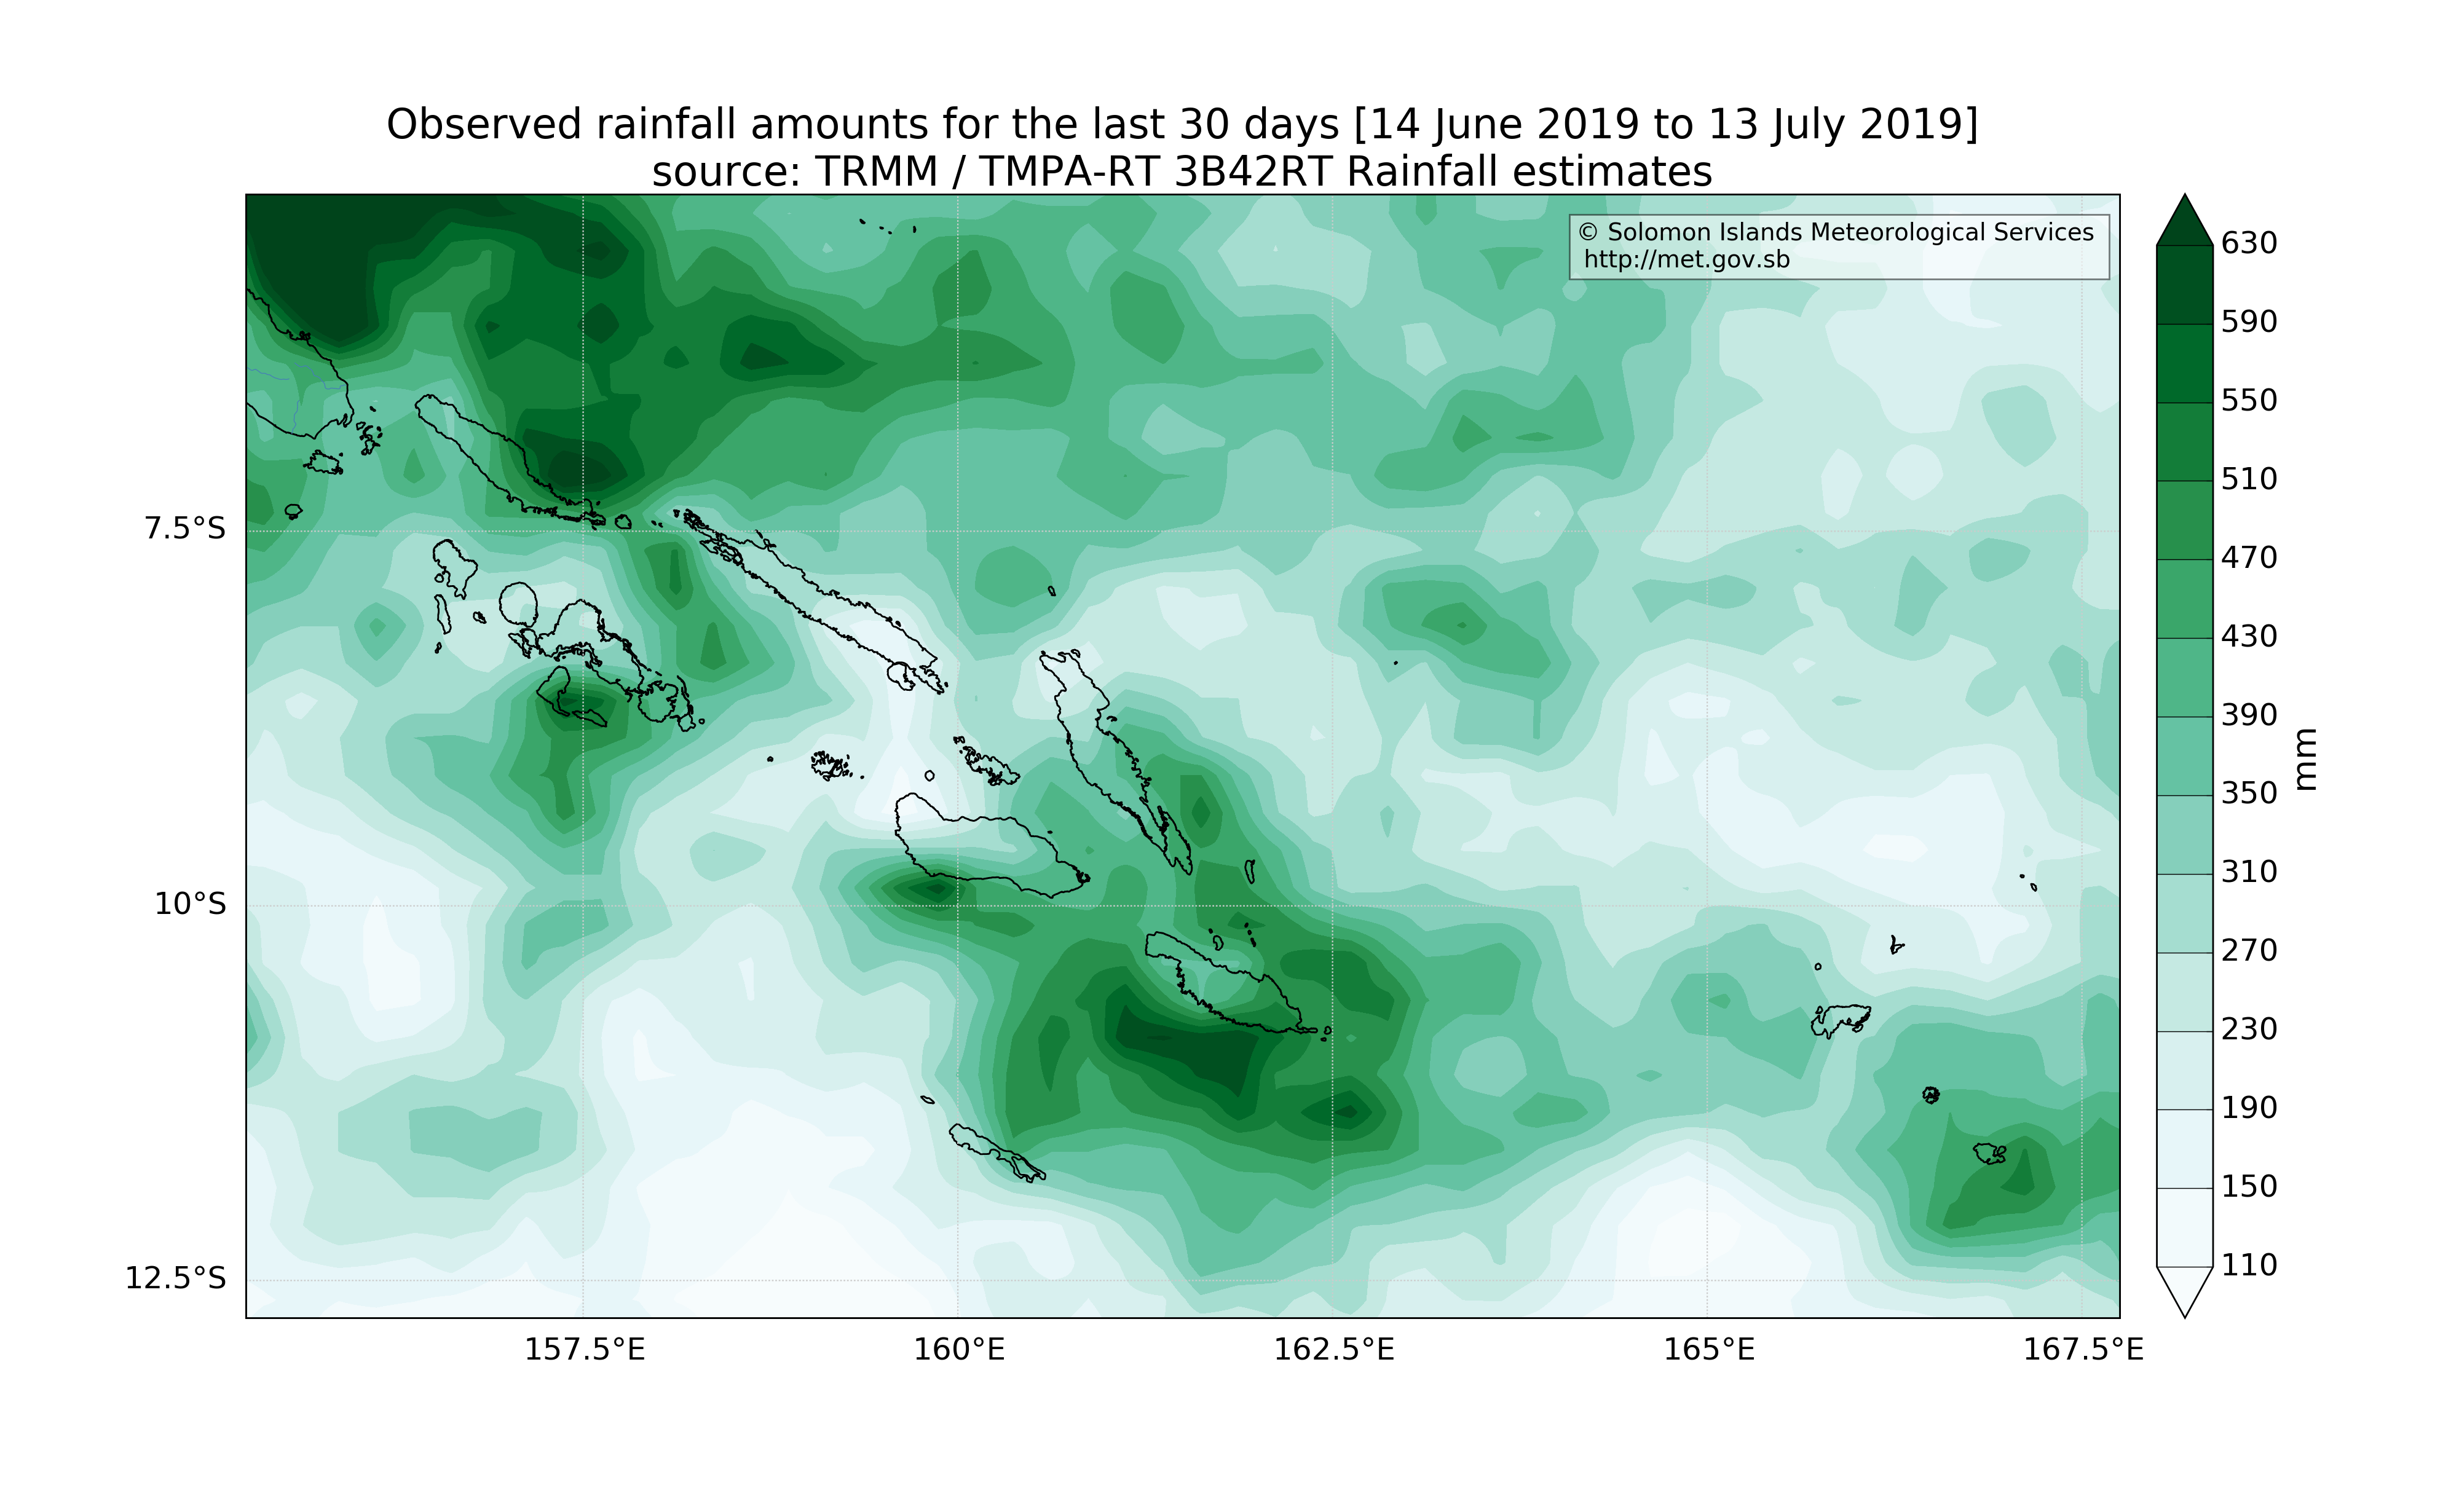 Observed rainfall amounts for the last 30 days [14 June 2019 to 13 July 2019]
source: TRMM / TMPA-RT 3B42RT Rainfall estimates
© Solomon Islands Meteorological Services
http://met.gov.sb
7.5°S
10°S
12.5°S
157.5°E
160°E
162.5°E
165°E
167.5°E
630
590
550
510
470
430
390
350
310
270
230
190
150
110
mm